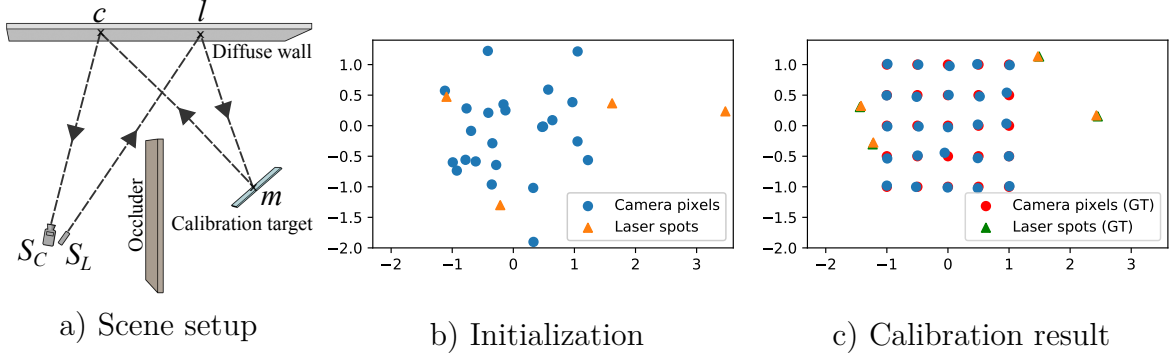 c
l
Diffuse wall
Occluder
m
Calibration target
S_C
S_L
a) Scene setup
1.0
0.5
0.0
−0.5
−1.0
−1.5
−2.0
−2
−1
0
1
2
3
Camera pixels
Laser spots
b) Initialization
1.0
0.5
0.0
−0.5
−1.0
−1.5
−2.0
−2
−1
0
1
2
3
Camera pixels (GT)
Laser spots (GT)
c) Calibration result